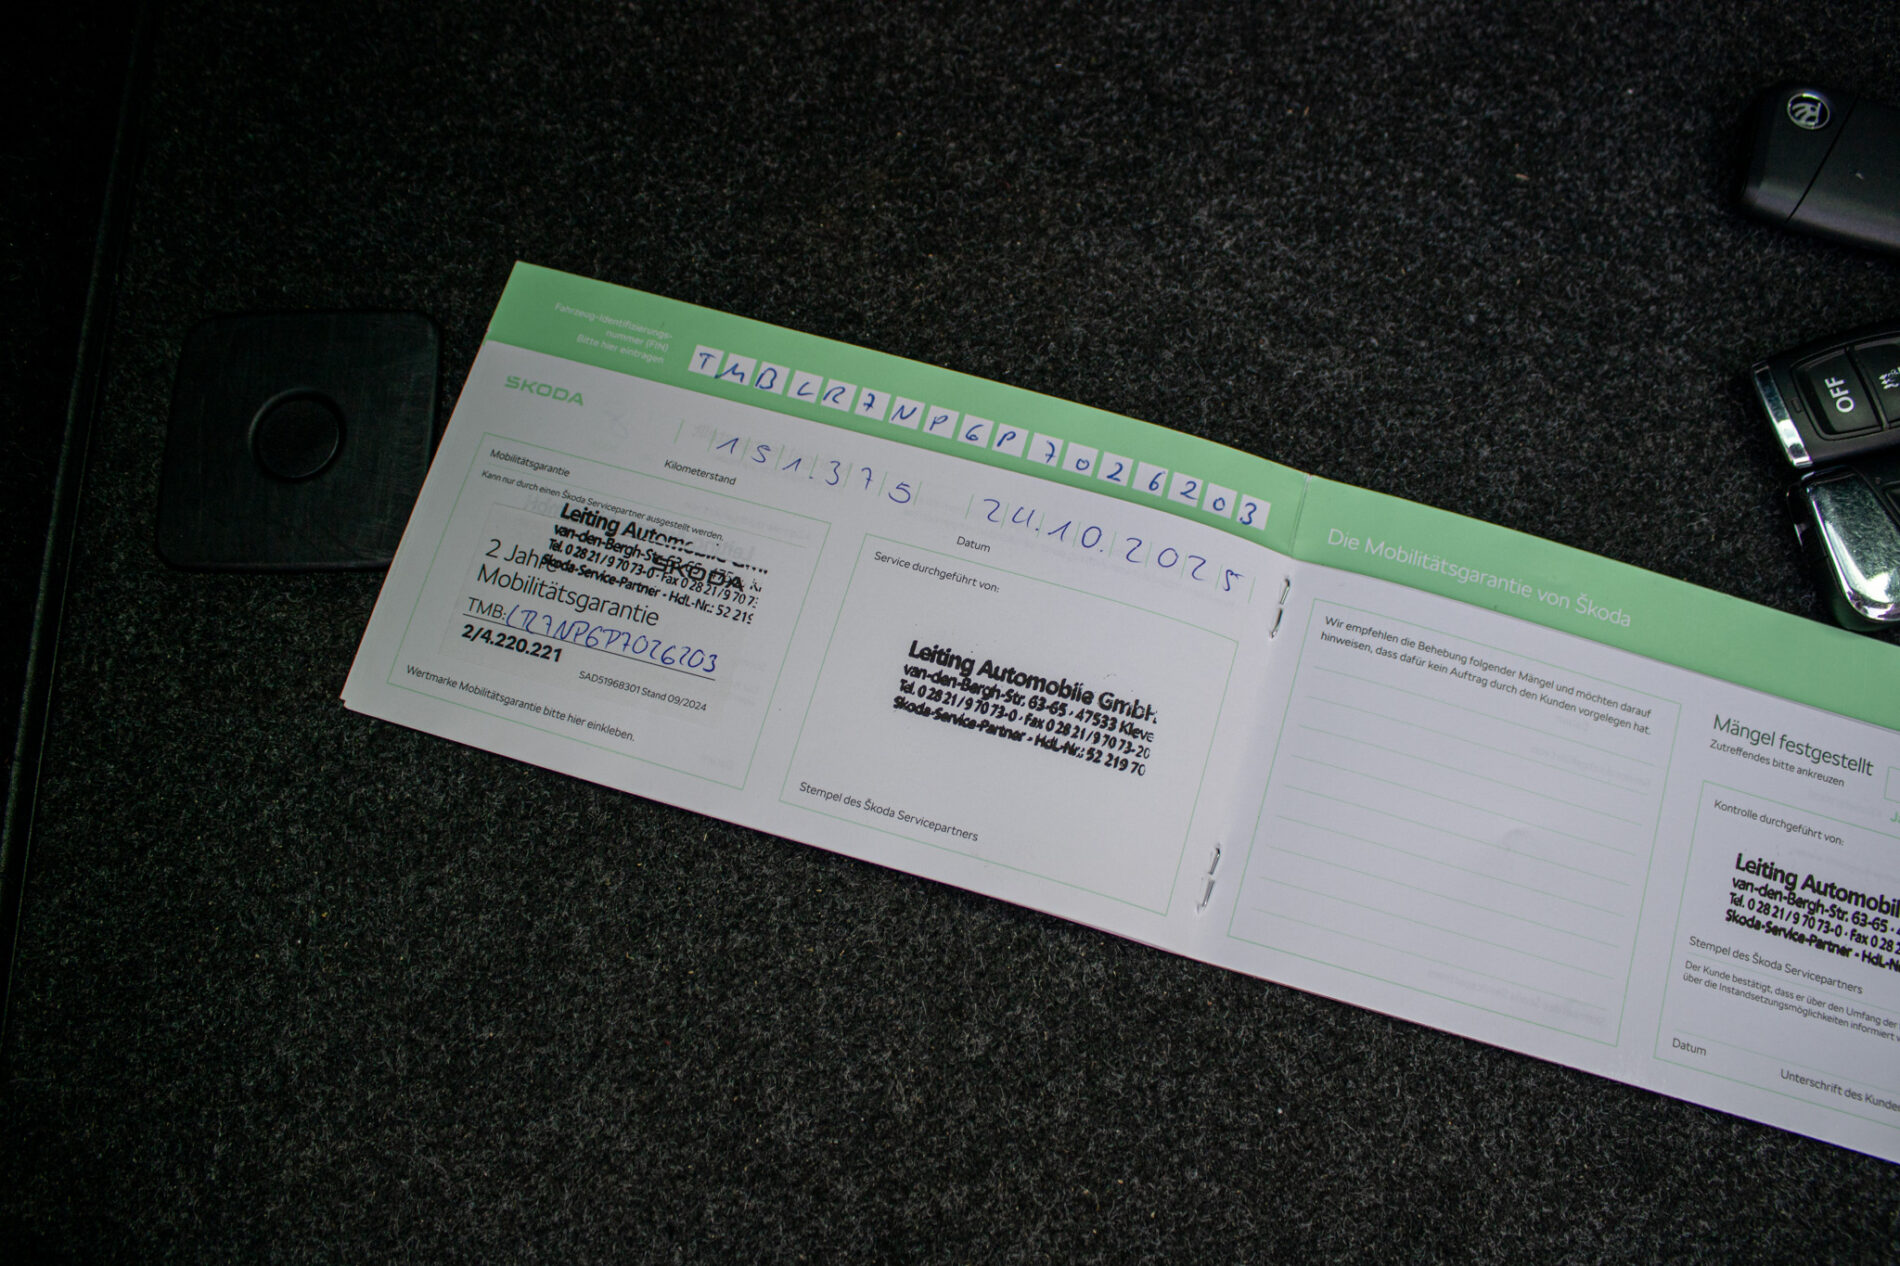 Fahrzeug-Identifizierungs-
nummer (FIN)
Bitte hier eintragen
TMBLR7NP6P7026203
SKODA
Kilometerstand
151.375
Datum
24.10.2025
Mobilitätsgarantie
Kann nur durch einen Škoda Servicepartner ausgestellt werden.
Leiting Automobile
van-den-Bergh-Str. 63-65
SKODA
Tel. 0 28 21 / 9 70 73-0 · Fax 0 28 21 / 9 70 7
Skoda-Service-Partner - HdL-Nr.: 52 219
2 Jahre
Mobilitätsgarantie
TMB: LR7NP6P7026203
2/4.220.221
SAD51968301 Stand 09/2024
Wertmarke Mobilitätsgarantie bitte hier einkleben.
Service durchgeführt von:
Leiting Automobile GmbH
van-den-Bergh-Str. 63-65 · 47533 Kleve
Tel. 0 28 21 / 9 70 73-0 · Fax 0 28 21 / 9 70 73-20
Skoda-Service-Partner - HdL-Nr.: 52 219 70
Stempel des Škoda Servicepartners
Die Mobilitätsgarantie von Škoda
Wir empfehlen die Behebung folgender Mängel und möchten darauf
hinweisen, dass dafür kein Auftrag durch den Kunden vorgelegen hat.
Mängel festgestellt
Zutreffendes bitte ankreuzen
Kontrolle durchgeführt von:
Leiting Automobil
van-den-Bergh-Str. 63-65 ·
Tel. 0 28 21 / 9 70 73-0 · Fax 0 28 2
Skoda-Service-Partner - HdL-N
Stempel des Škoda Servicepartners
Der Kunde bestätigt, dass er über den Umfang der
über die Instandsetzungsmöglichkeiten informiert
Datum
Unterschrift des Kunden
OFF